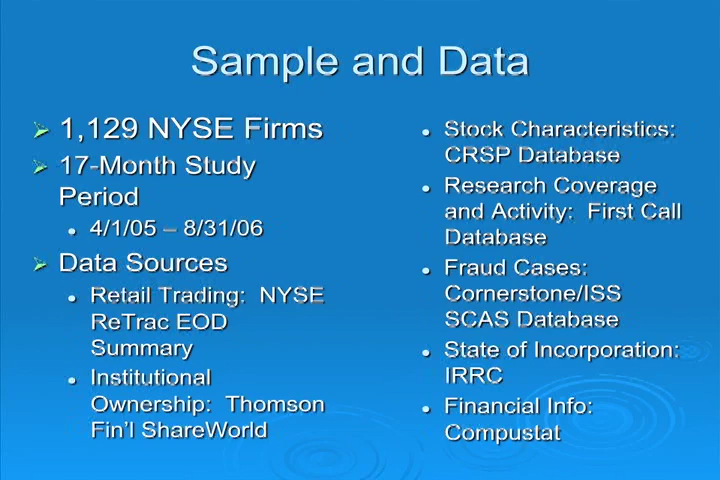 Sample and Data
1,129 NYSE Firms
17-Month Study
Period
4/1/05 – 8/31/06
Data Sources
Retail Trading: NYSE
ReTrac EOD
Summary
Institutional
Ownership: Thomson
Fin'l ShareWorld
Stock Characteristics:
CRSP Database
Research Coverage
and Activity: First Call
Database
Fraud Cases:
Cornerstone/ISS
SCAS Database
State of Incorporation:
IRRC
Financial Info:
Compustat